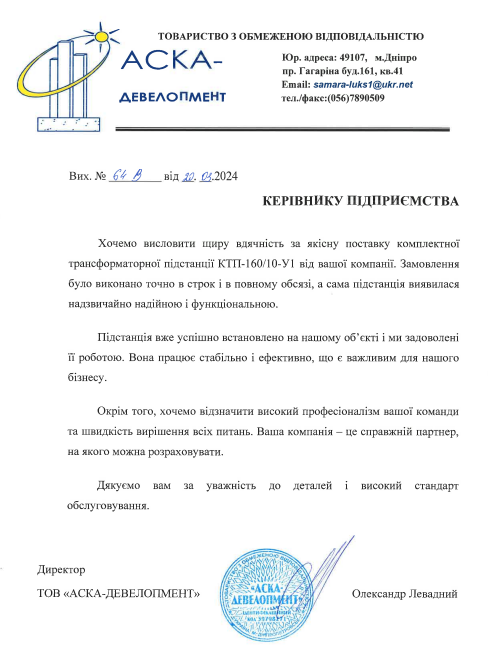 ТОВАРИСТВО З ОБМЕЖЕНОЮ ВІДПОВІДАЛЬНІСТЮ
АСКА-
ДЕВЕЛОПМЕНТ
Юр. адреса: 49107, м.Дніпро
пр. Гагаріна буд.161, кв.41
Email: samara-luks1@ukr.net
тел./факс:(056)7890509
Вих. № 64 В від 20.03.2024
КЕРІВНИКУ ПІДПРИЄМСТВА
Хочемо висловити щиру вдячність за якісну поставку комплектної
трансформаторної підстанції КТП-160/10-У1 від вашої компанії. Замовлення
було виконано точно в строк і в повному обсязі, а сама підстанція виявилася
надзвичайно надійною і функціональною.
Підстанція вже успішно встановлено на нашому об’єкті і ми задоволені
її роботою. Вона працює стабільно і ефективно, що є важливим для нашого
бізнесу.
Окрім того, хочемо відзначити високий професіоналізм вашої команди
та швидкість вирішення всіх питань. Ваша компанія – це справжній партнер,
на якого можна розраховувати.
Дякуємо вам за уважність до деталей і високий стандарт
обслуговування.
Директор
ТОВ «АСКА-ДЕВЕЛОПМЕНТ»
«АСКА-
ДЕВЕЛОПМЕНТ»
Олександр Левадний